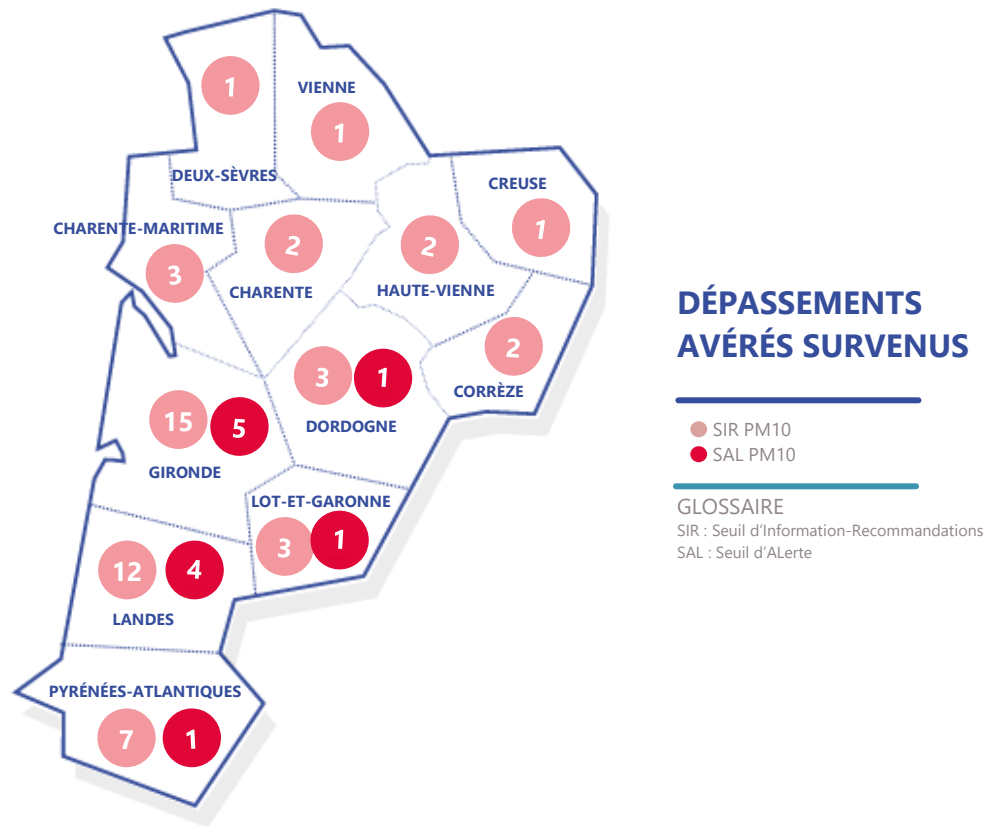 1
VIENNE
1
DEUX-SÈVRES
CREUSE
1
CHARENTE-MARITIME
3
2
CHARENTE
2
HAUTE-VIENNE
2
CORRÈZE
3
1
DORDOGNE
15
5
GIRONDE
LOT-ET-GARONNE
3
1
12
4
LANDES
PYRÉNÉES-ATLANTIQUES
7
1
DÉPASSEMENTS
AVÉRÉS SURVENUS
SIR PM10
SAL PM10
GLOSSAIRE
SIR : Seuil d'Information-Recommandations
SAL : Seuil d'ALerte